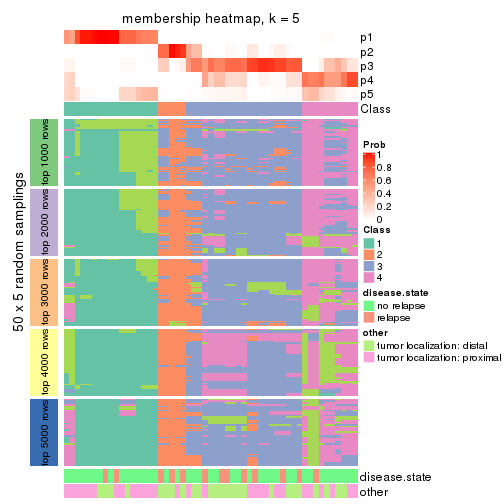 membership heatmap, k = 5
p1
p2
p3
p4
p5
Class
50 x 5 random samplings
top 1000 rows
top 2000 rows
top 3000 rows
top 4000 rows
top 5000 rows
Prob
1
0.8
0.6
0.4
0.2
0
Class
1
2
3
4
disease.state
no relapse
relapse
other
tumor localization: distal
tumor localization: proximal
disease.state
other